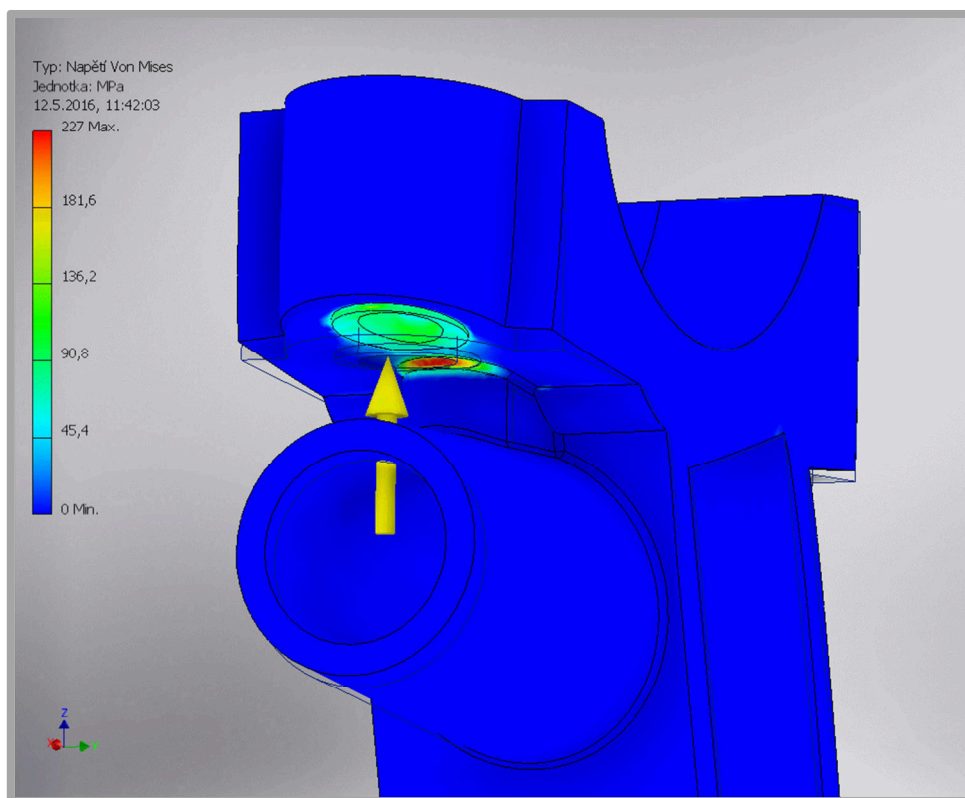 Typ: Napětí Von Mises
Jednotka: MPa
12.5.2016, 11:42:03
227 Max.
181,6
136,2
90,8
45,4
0 Min.
Z
X
Y